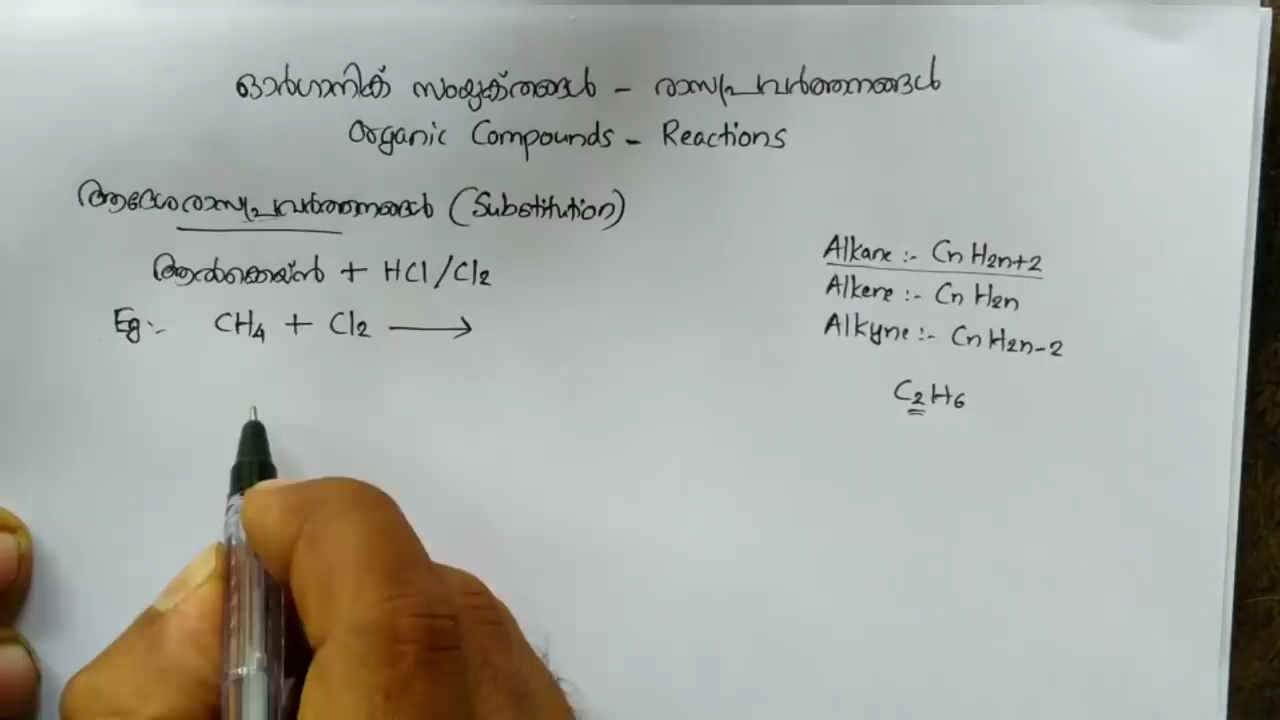 ഓർഗാനിക് സംയുക്തങ്ങൾ - രാസപ്രവർത്തനങ്ങൾ
Organic Compounds - Reactions
ആദേശരാസപ്രവർത്തനങ്ങൾ (Substitution)
ആൽക്കെയ്ൻ + HCl/Cl₂
Eg:- CH₄ + Cl₂ ⟶
Alkane :- CnH₂n+2
Alkene :- CnH₂n
Alkyne :- CnH₂n-2
C₂H₆